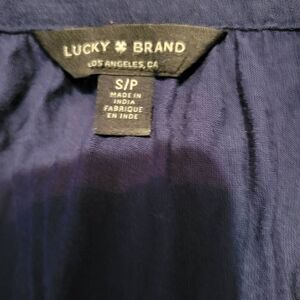 LUCKY BRAND
LOS ANGELES, CA
S/P
MADE IN
INDIA
FABRIQUE
EN INDE